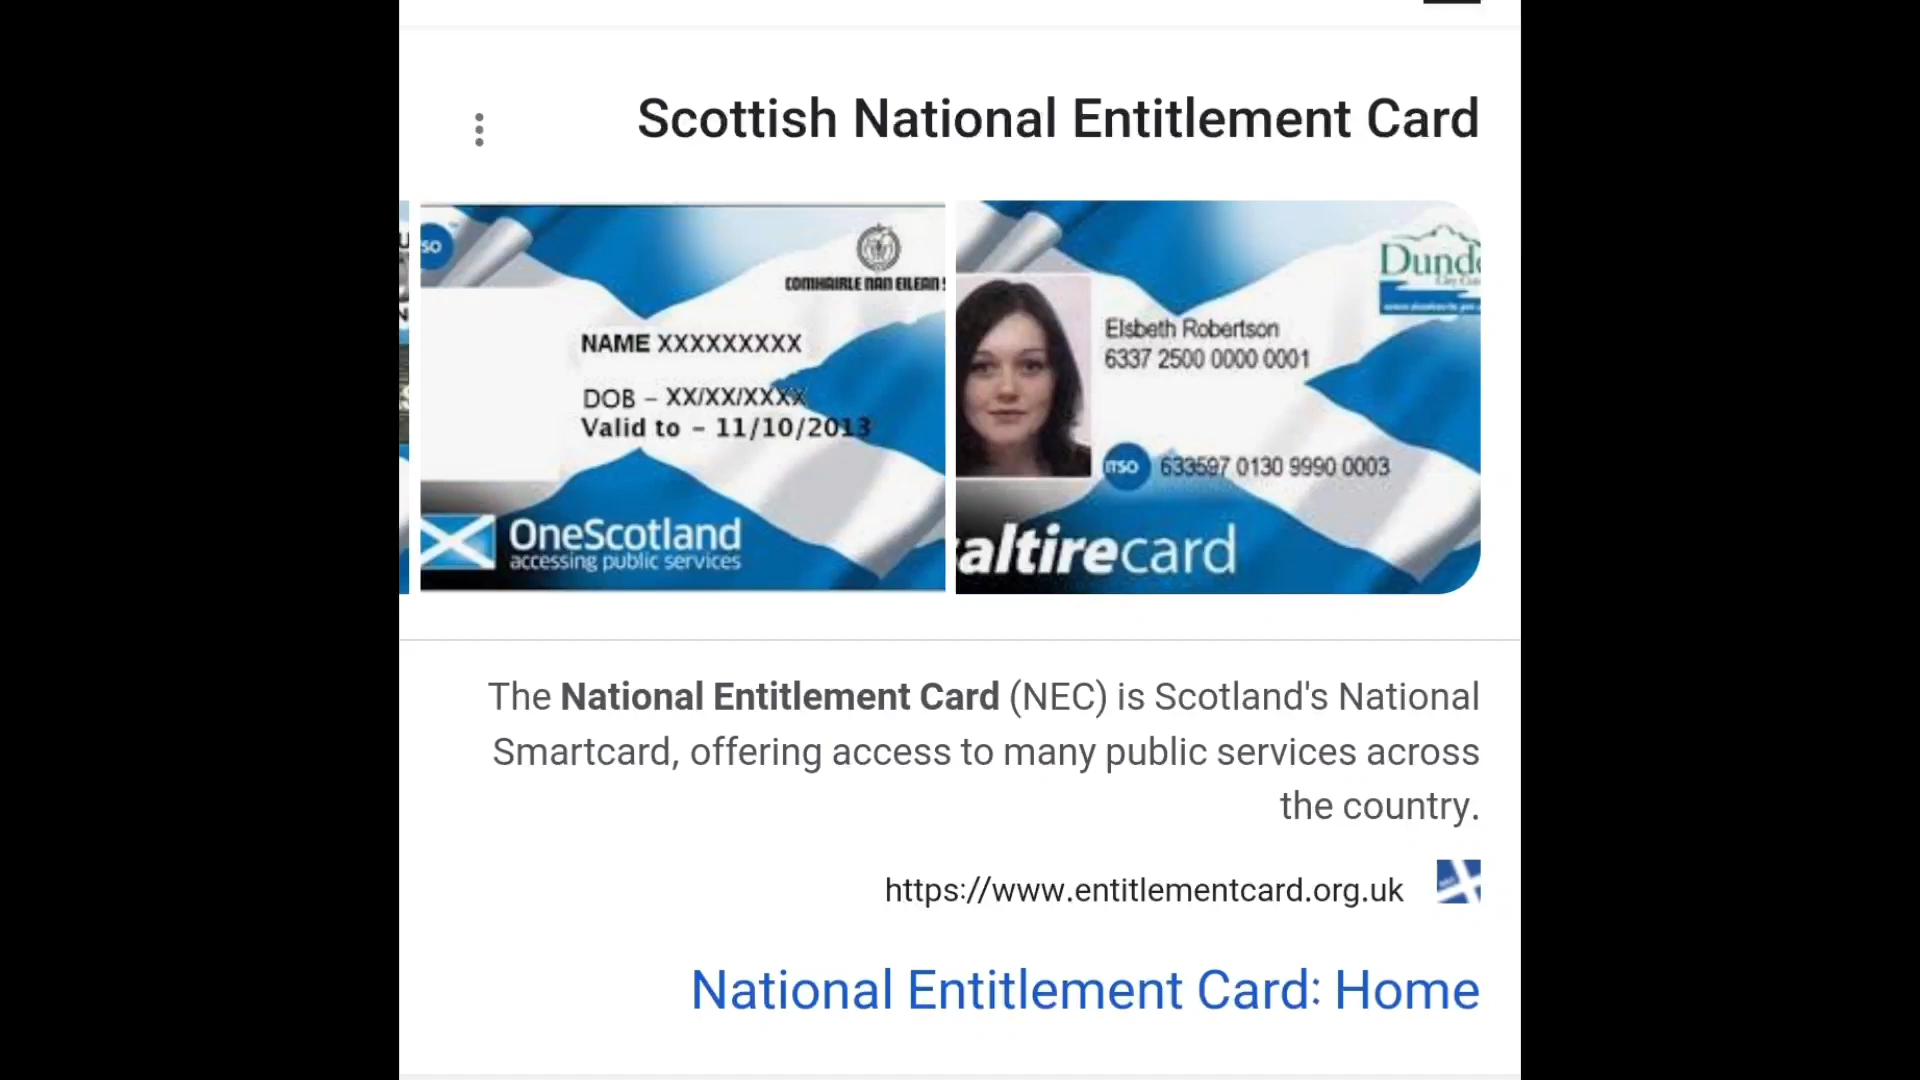 Scottish National Entitlement Card
SO
COMHAIRLE NAN EILEAN
NAME XXXXXXXXX
DOB – XX/XX/XXXX
Valid to – 11/10/2013
OneScotland
accessing public services
Dund
Elsbeth Robertson
6337 2500 0000 0001
ITSO 633597 0130 9990 0003
altirecard
The National Entitlement Card (NEC) is Scotland's National
Smartcard, offering access to many public services across
the country.
https://www.entitlementcard.org.uk
National Entitlement Card: Home